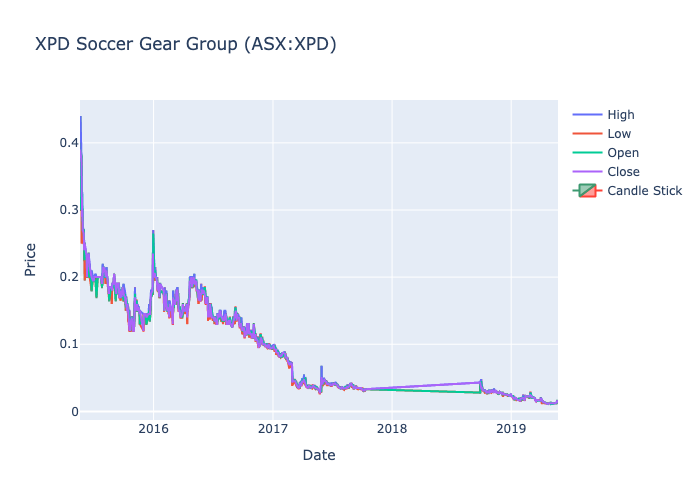 XPD Soccer Gear Group (ASX:XPD)
High
Low
Open
Close
Candle Stick
0.4
0.3
0.2
0.1
0
Price
2016 2017 2018 2019
Date